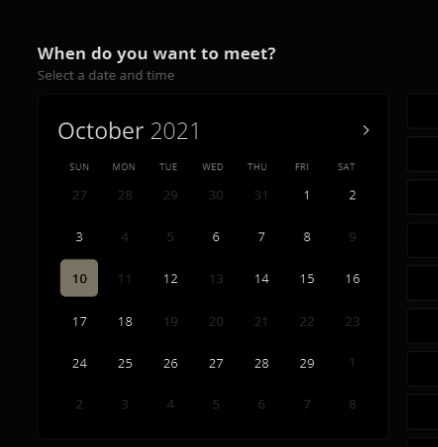 When do you want to meet?
Select a date and time
October 2021
SUN MON TUE WED THU FRI SAT
27 28 29 30 31 1 2
3 4 5 6 7 8 9
10 11 12 13 14 15 16
17 18 19 20 21 22 23
24 25 26 27 28 29 1
2 3 4 5 6 7 8